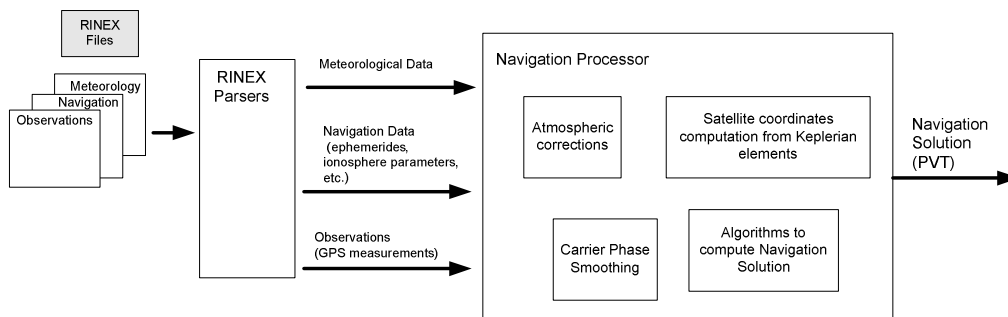 RINEX
Files
Meteorology
Navigation
Observations
RINEX
Parsers
Meteorological Data
Navigation Data
(ephemerides,
ionosphere parameters,
etc.)
Observations
(GPS measurements)
Navigation Processor
Atmospheric
corrections
Satellite coordinates
computation from Keplerian
elements
Carrier Phase
Smoothing
Algorithms to
compute Navigation
Solution
Navigation
Solution
(PVT)